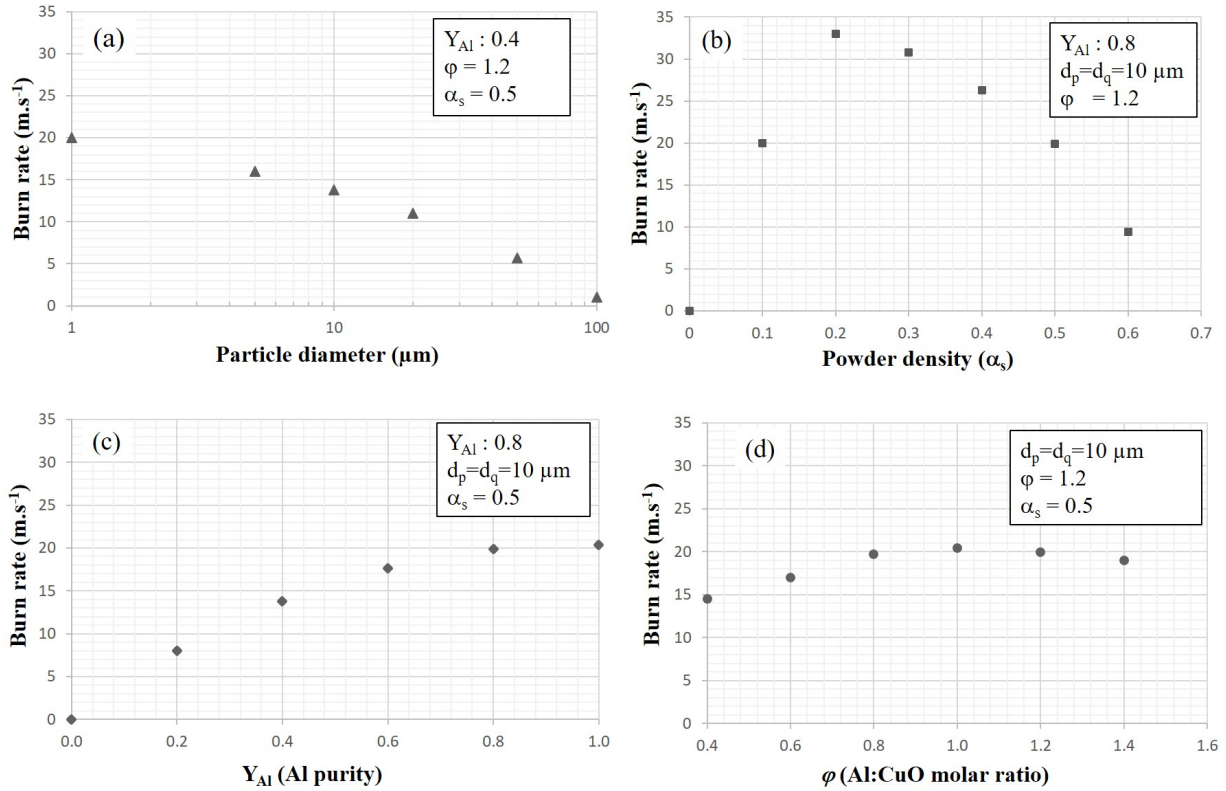 (a)
Y_Al : 0.4
φ = 1.2
α_s = 0.5
35
30
25
20
15
10
5
0
1
10
100
Burn rate (m.s⁻¹)
Particle diameter (µm)
(b)
Y_Al : 0.8
d_p=d_q=10 µm
φ = 1.2
35
30
25
20
15
10
5
0
0
0.1
0.2
0.3
0.4
0.5
0.6
0.7
Burn rate (m.s⁻¹)
Powder density (α_s)
(c)
Y_Al : 0.8
d_p=d_q=10 µm
α_s = 0.5
35
30
25
20
15
10
5
0
0.0
0.2
0.4
0.6
0.8
1.0
Burn rate (m.s⁻¹)
Y_Al (Al purity)
(d)
d_p=d_q=10 µm
φ = 1.2
α_s = 0.5
35
30
25
20
15
10
5
0
0.4
0.6
0.8
1.0
1.2
1.4
1.6
Burn rate (m.s⁻¹)
φ (Al:CuO molar ratio)